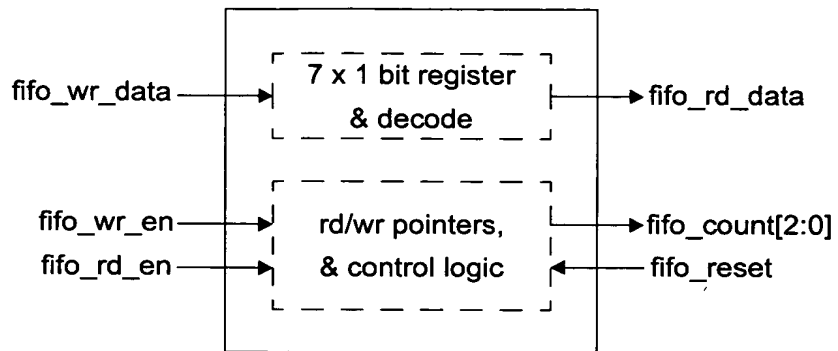 fifo_wr_data
7 x 1 bit register
& decode
fifo_rd_data
fifo_wr_en
fifo_rd_en
rd/wr pointers,
& control logic
fifo_count[2:0]
fifo_reset